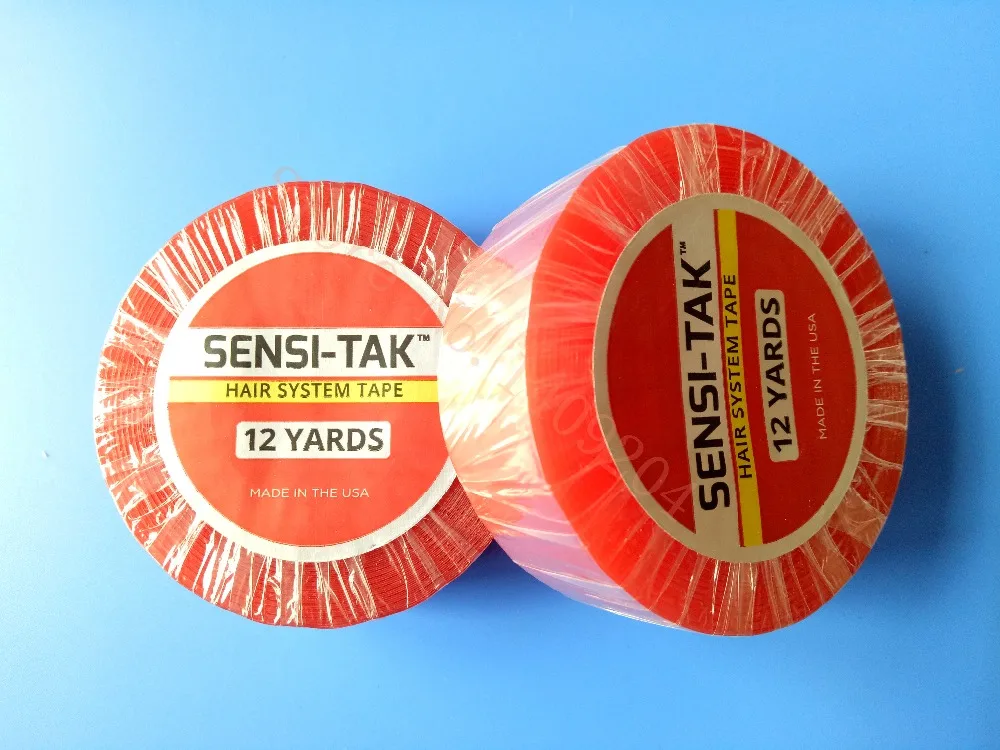 SENSI-TAK™
HAIR SYSTEM TAPE
12 YARDS
MADE IN THE USA
SENSI-TAK™
HAIR SYSTEM TAPE
12 YARDS
MADE IN THE USA